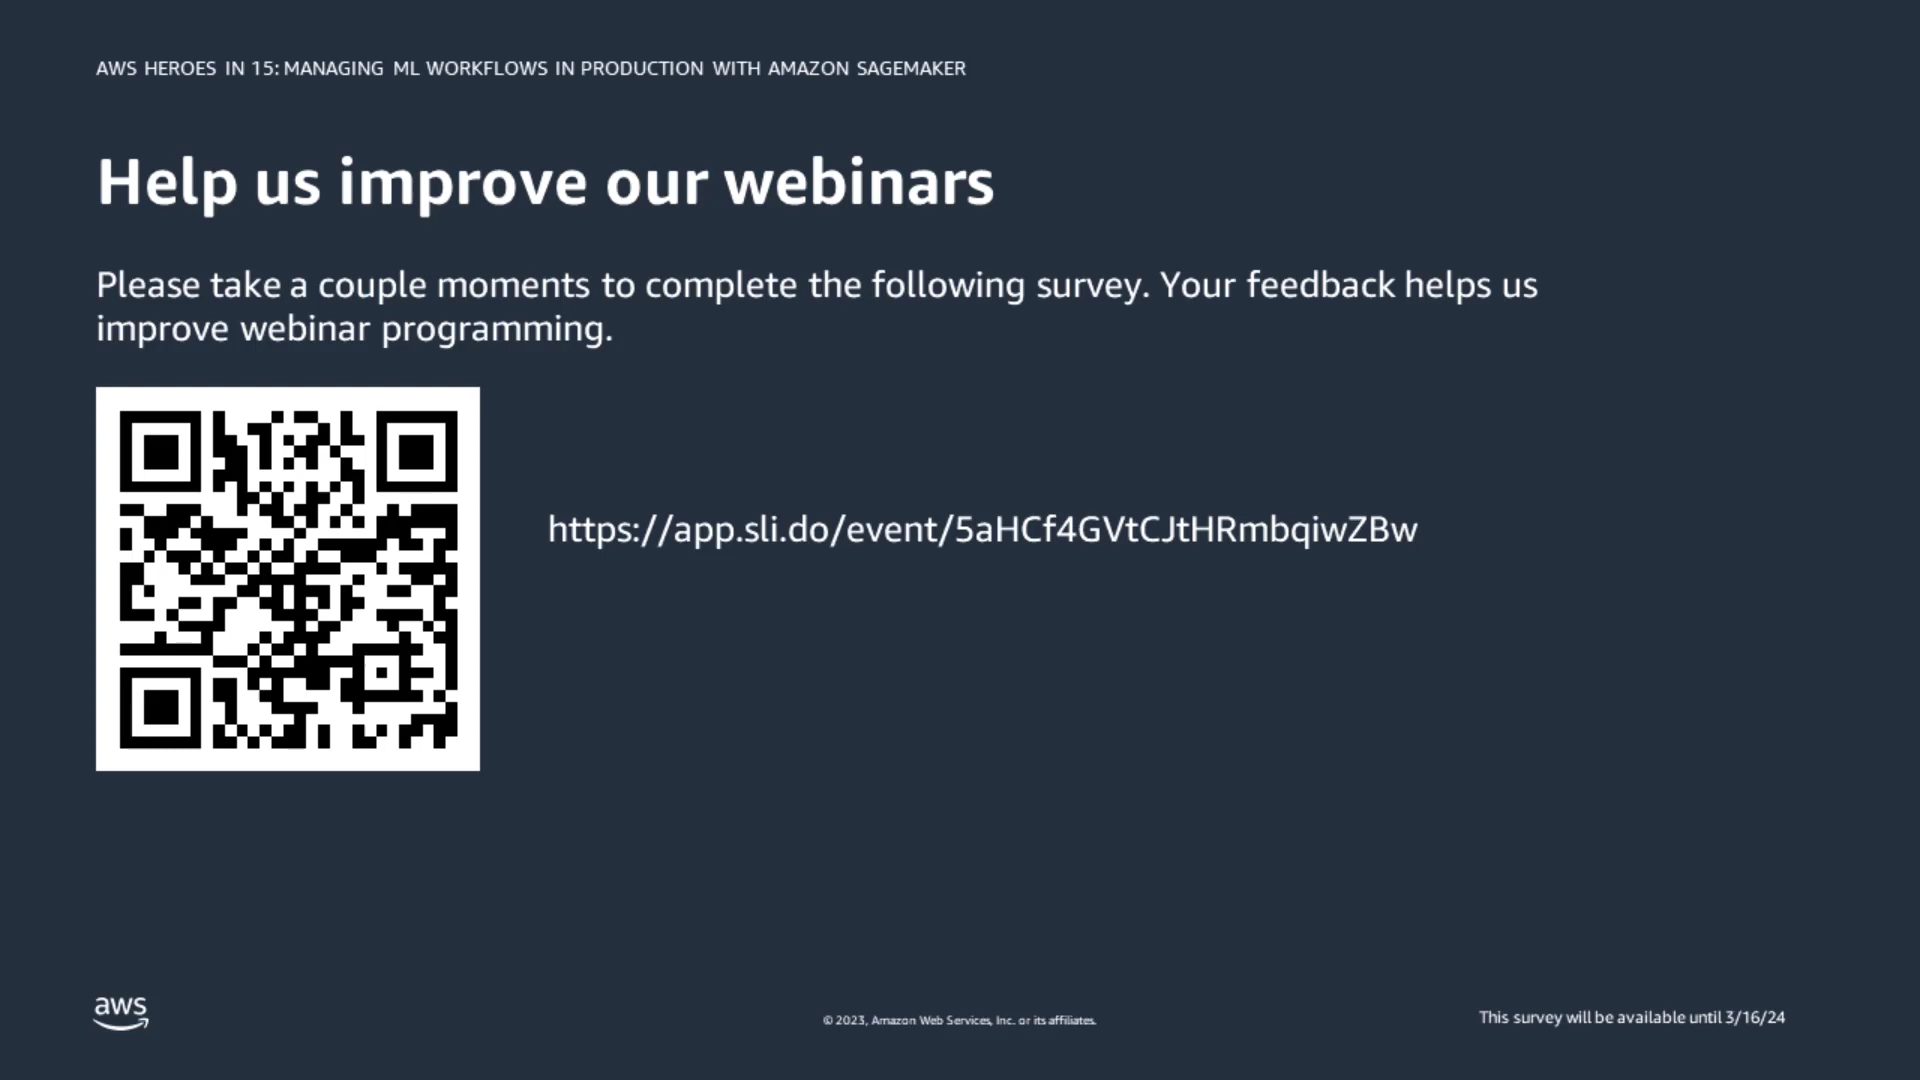 AWS HEROES IN 15: MANAGING ML WORKFLOWS IN PRODUCTION WITH AMAZON SAGEMAKER
Help us improve our webinars
Please take a couple moments to complete the following survey. Your feedback helps us
improve webinar programming.
https://app.sli.do/event/5aHCf4GVtCJtHRmbqiwZBw
aws
© 2023, Amazon Web Services, Inc. or its affiliates.
This survey will be available until 3/16/24